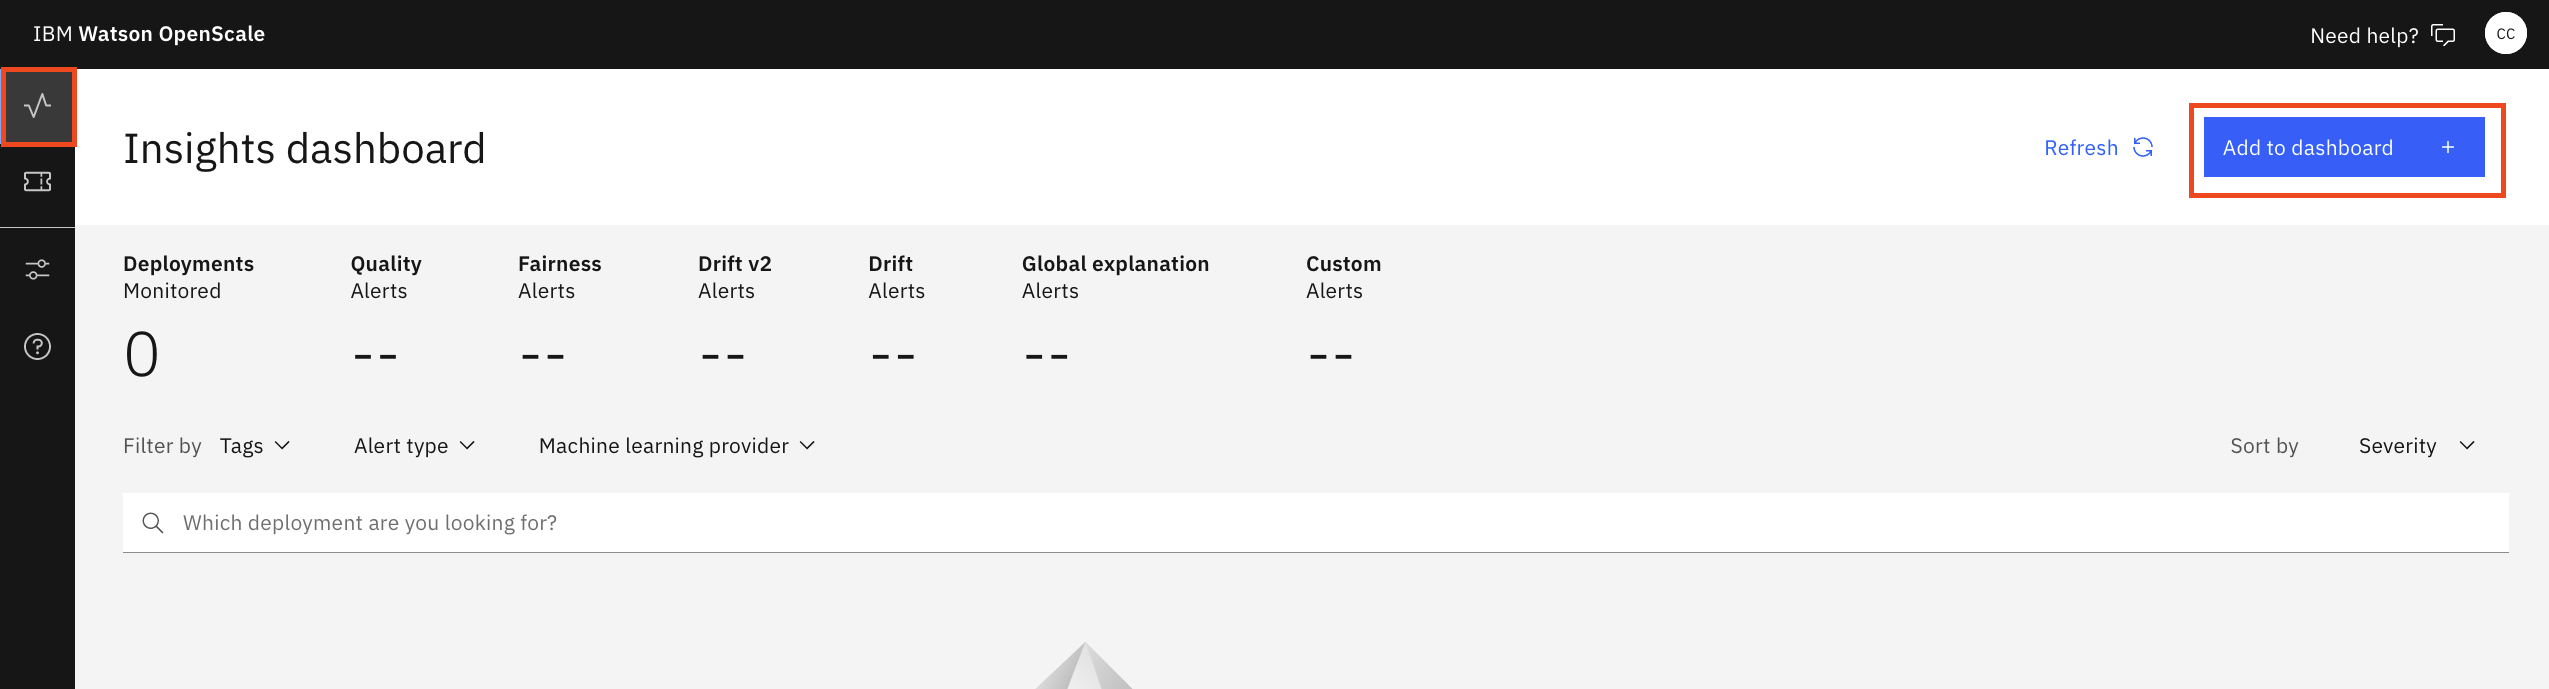 IBM Watson OpenScale
Need help?
CC
Insights dashboard
Refresh
Add to dashboard +
Deployments Quality Fairness Drift v2 Drift Global explanation Custom
Monitored Alerts Alerts Alerts Alerts Alerts Alerts
0 -- -- -- -- -- --
Filter by Tags Alert type Machine learning provider Sort by Severity
Which deployment are you looking for?